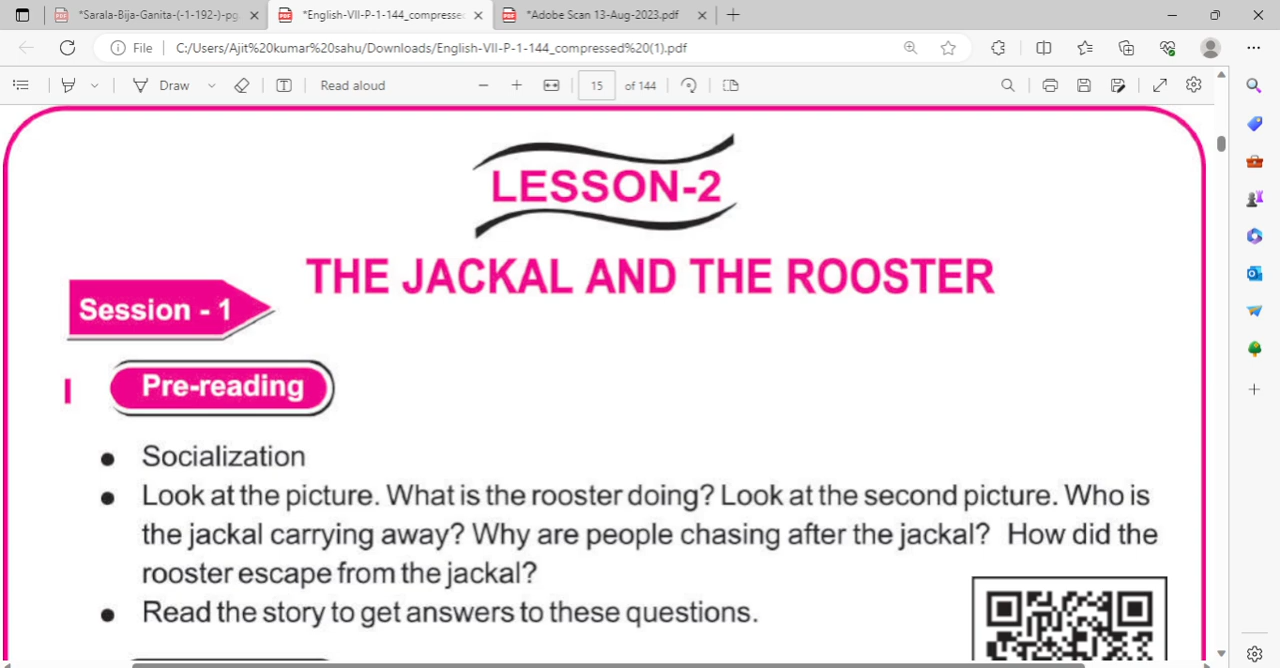 *Sarala-Bija-Ganita-(-1-192-)-pg
*English-VII-P-1-144_compressed
*Adobe Scan 13-Aug-2023.pdf
File
C:/Users/Ajit%20kumar%20sahu/Downloads/English-VII-P-1-144_compressed%20(1).pdf
Draw
Read aloud
15 of 144
LESSON-2
THE JACKAL AND THE ROOSTER
Session - 1
I Pre-reading
● Socialization
● Look at the picture. What is the rooster doing? Look at the second picture. Who is
the jackal carrying away? Why are people chasing after the jackal? How did the
rooster escape from the jackal?
● Read the story to get answers to these questions.